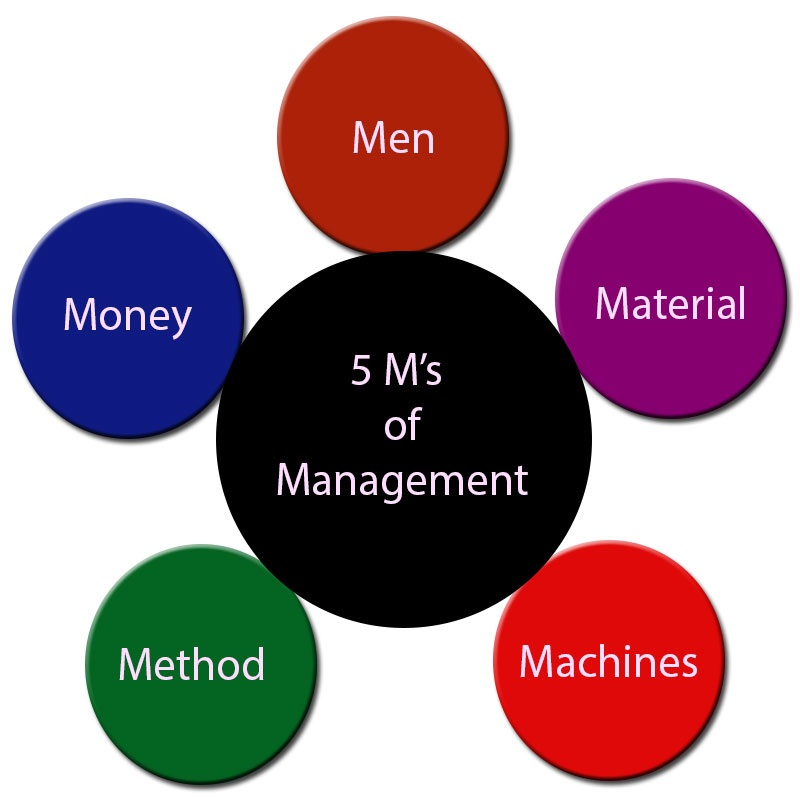 Men
Material
Money
5 M’s
of
Management
Method
Machines